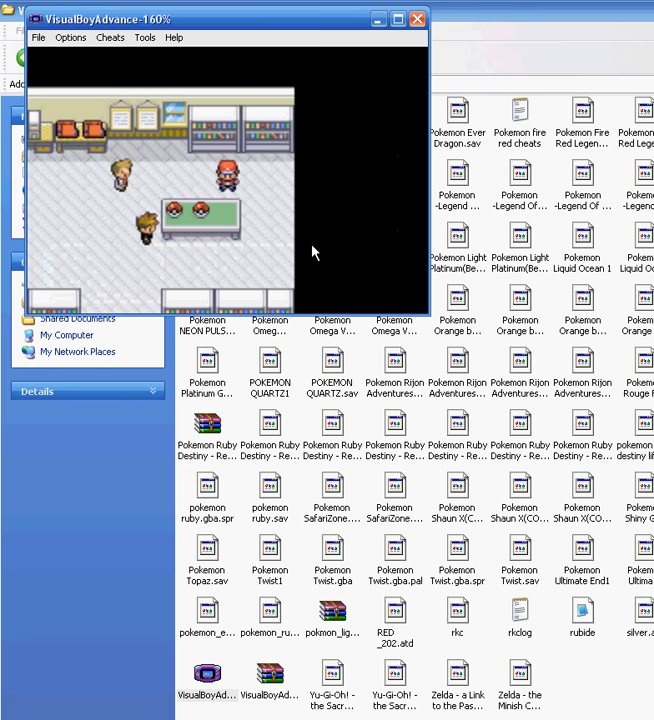 VisualBoyAdvance-160%
File Options Cheats Tools Help
Pokemon Ever
Dragon.sav
Pokemon fire
red cheats
Pokemon Fire
Red Legen...
Pokemon
-Legend ...
Pokemon
-Legend Of...
Pokemon
-Legend Of ...
Pokemon Light
Platinum(Be...
Pokemon Light
Platinum(Be...
Pokemon
Liquid Ocean 1
Shared Documents
My Computer
My Network Places
Details
Pokemon
NEON PULS...
Pokemon
Omeg...
Pokemon
Omega V...
Pokemon
Omega V...
Pokemon
Orange b...
Pokemon
Orange b...
Pokemon
Orange b...
Pokemon
Platinum G...
POKEMON
QUARTZ1
POKEMON
QUARTZ.sav
Pokemon Rijon
Adventures...
Pokemon Rijon
Adventures...
Pokemon Rijon
Adventures...
Pokemon Rijon
Adventures...
Pokemon Ruby
Destiny - Re...
Pokemon Ruby
Destiny - Re...
Pokemon Ruby
Destiny - Re...
Pokemon Ruby
Destiny - Re...
Pokemon Ruby
Destiny - Re...
Pokemon Ruby
Destiny - Re...
Pokemon Ruby
Destiny - Re...
pokemon
ruby.gba.spr
pokemon
ruby.sav
Pokemon
SafariZone....
Pokemon
SafariZone....
Pokemon
Shaun X(C...
Pokemon
Shaun X(CO...
Pokemon
Shaun X(CO...
Pokemon
Topaz.sav
Pokemon
Twist1
Pokemon
Twist.gba
Pokemon
Twist.gba.pal
Pokemon
Twist.gba.spr
Pokemon
Twist.sav
Pokemon
Ultimate End1
pokemon_e...
pokemon_ru...
pokmon_lig...
RED
_202.atd
rkc
rkclog
rubide
VisualBoyAd...
VisualBoyAd...
Yu-Gi-Oh! -
the Sacr...
Yu-Gi-Oh! -
the Sacr...
Zelda - a Link
to the Pas...
Zelda - the
Minish C...